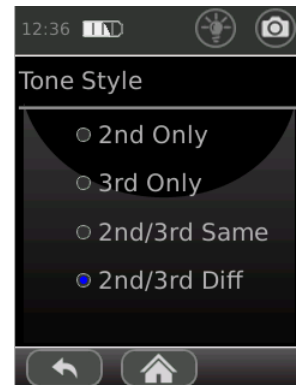 12:36
Tone Style
2nd Only
3rd Only
2nd/3rd Same
2nd/3rd Diff